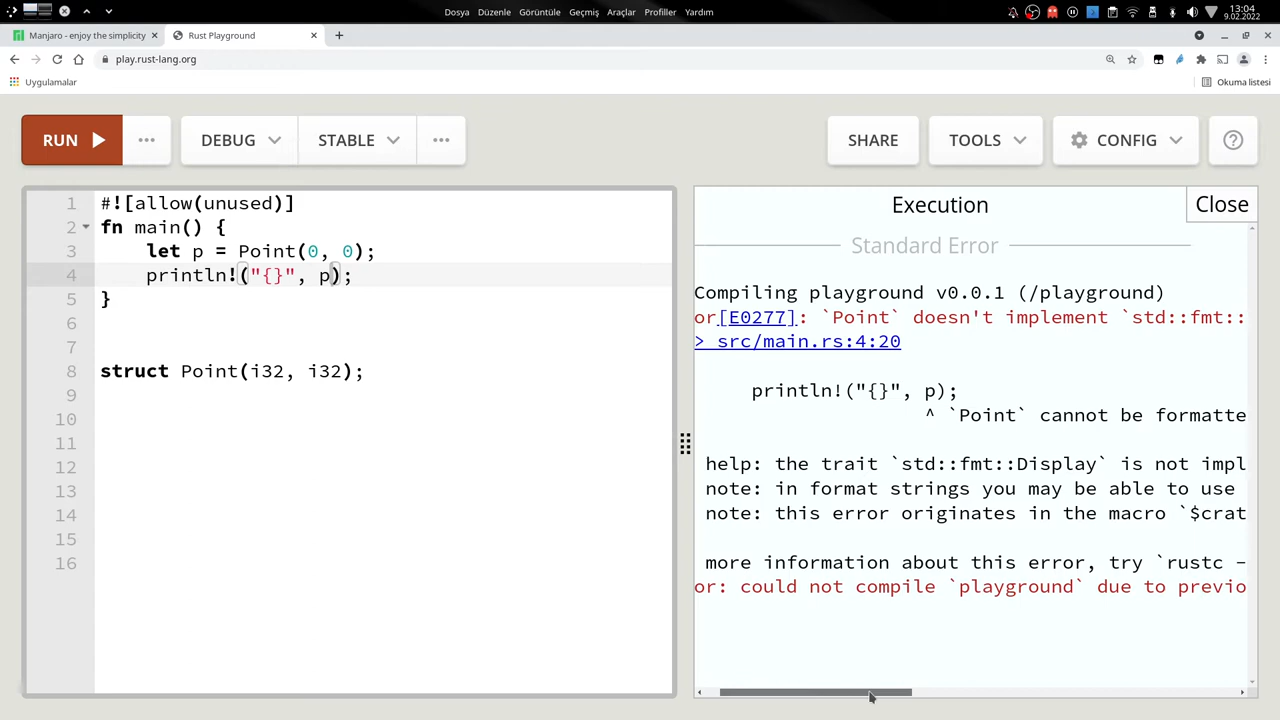 Dosya Düzenle Görüntüle Geçmiş Araçlar Profiller Yardım
13:04
9.02.2022
Manjaro - enjoy the simplicity
Rust Playground
play.rust-lang.org
Uygulamalar
Okuma listesi
RUN
DEBUG
STABLE
SHARE
TOOLS
CONFIG
1 #![allow(unused)]
2 fn main() {
3 let p = Point(0, 0);
4 println!("{}", p);
5 }
6
7
8 struct Point(i32, i32);
9
10
11
12
13
14
15
16
Execution
Close
Standard Error
Compiling playground v0.0.1 (/playground)
or[E0277]: `Point` doesn't implement `std::fmt::
> src/main.rs:4:20
println!("{}", p);
^ `Point` cannot be formatte
help: the trait `std::fmt::Display` is not impl
note: in format strings you may be able to use
note: this error originates in the macro `$crat
more information about this error, try `rustc -
or: could not compile `playground` due to previo